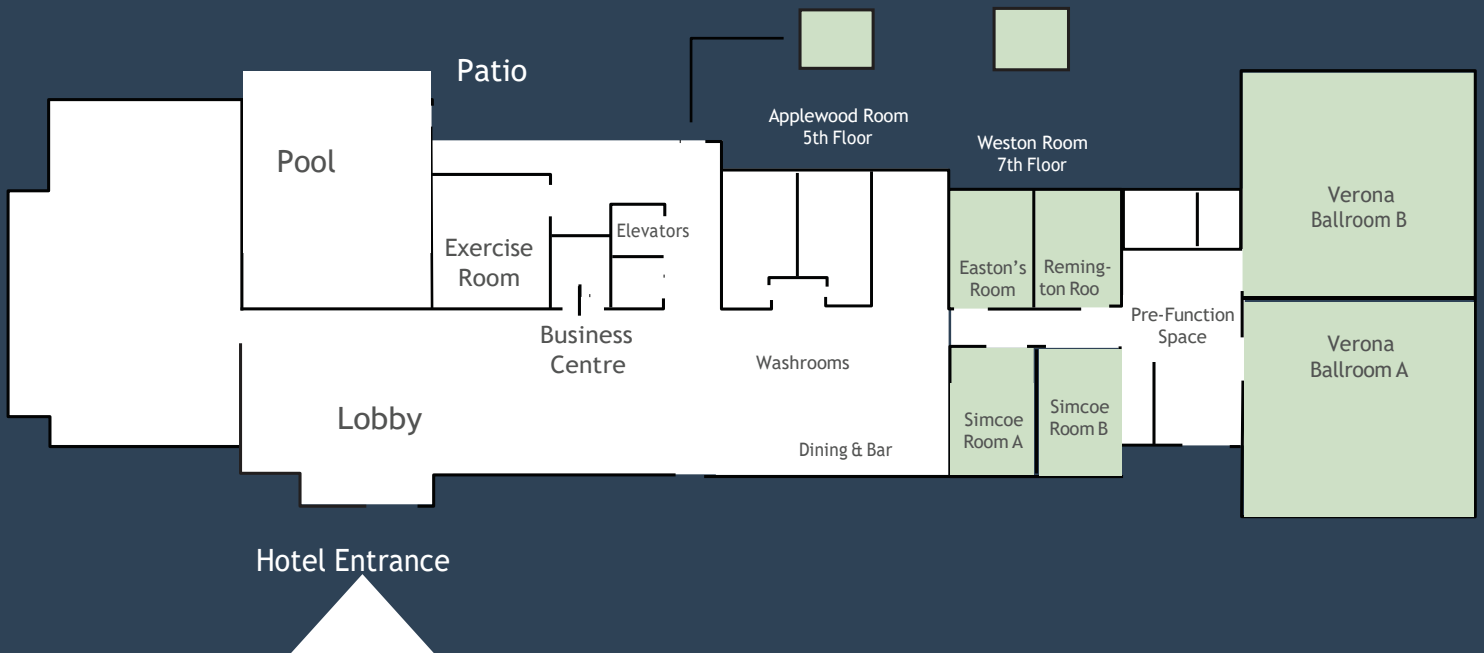 Patio
Applewood Room
5th Floor
Weston Room
7th Floor
Pool
Verona
Ballroom B
Elevators
Exercise
Room
Easton's
Room
Reming-
ton Roo
Pre-Function
Space
Business
Centre
Washrooms
Verona
Ballroom A
Lobby
Simcoe
Room A
Simcoe
Room B
Dining & Bar
Hotel Entrance